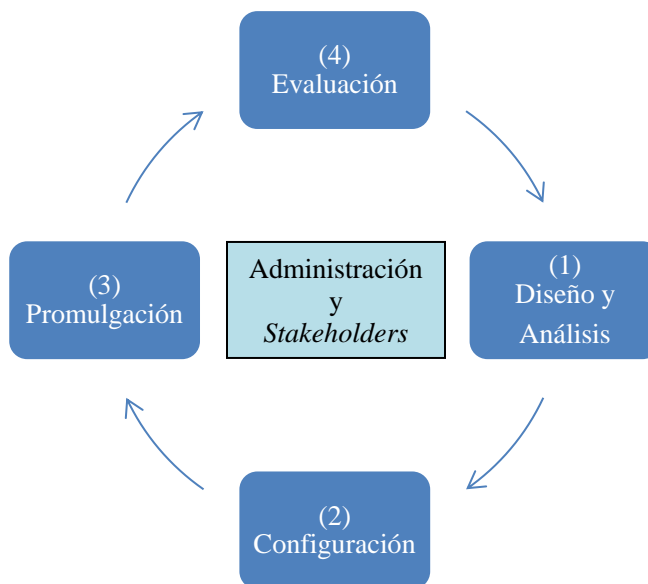 (4)
Evaluación
(3)
Promulgación
Administración
y
Stakeholders
(1)
Diseño y
Análisis
(2)
Configuración